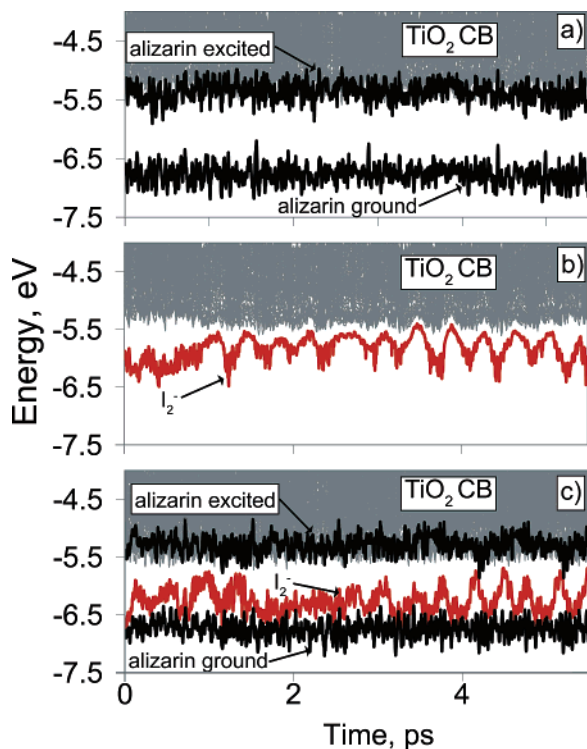 -4.5
-5.5
-6.5
-7.5
alizarin excited
TiO₂ CB
a)
alizarin ground
-4.5
-5.5
-6.5
-7.5
TiO₂ CB
b)
I₂⁻
Energy, eV
-4.5
-5.5
-6.5
-7.5
TiO₂ CB
c)
alizarin excited
I₂⁻
alizarin ground
0 2 4
Time, ps